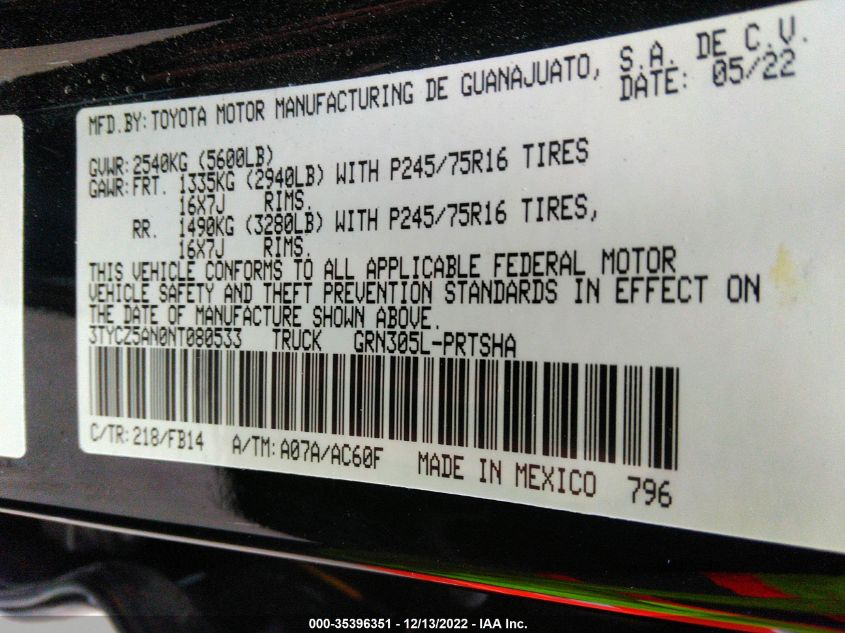 MFD.BY: TOYOTA MOTOR MANUFACTURING DE GUANAJUATO, S.A. DE C.V.
DATE: 05/22
GVWR: 2540KG (5600LB)
GAWR: FRT. 1335KG (2940LB) WITH P245/75R16 TIRES
16X7J RIMS,
RR. 1490KG (3280LB) WITH P245/75R16 TIRES,
16X7J RIMS.
THIS VEHICLE CONFORMS TO ALL APPLICABLE FEDERAL MOTOR
VEHICLE SAFETY AND THEFT PREVENTION STANDARDS IN EFFECT ON
THE DATE OF MANUFACTURE SHOWN ABOVE.
3TYCZ5AN0NT080533 TRUCK GRN305L-PRTSHA
C/TR: 218/FB14 A/TM: A07A/AC60F MADE IN MEXICO 796
000-35396351 - 12/13/2022 - IAA Inc.